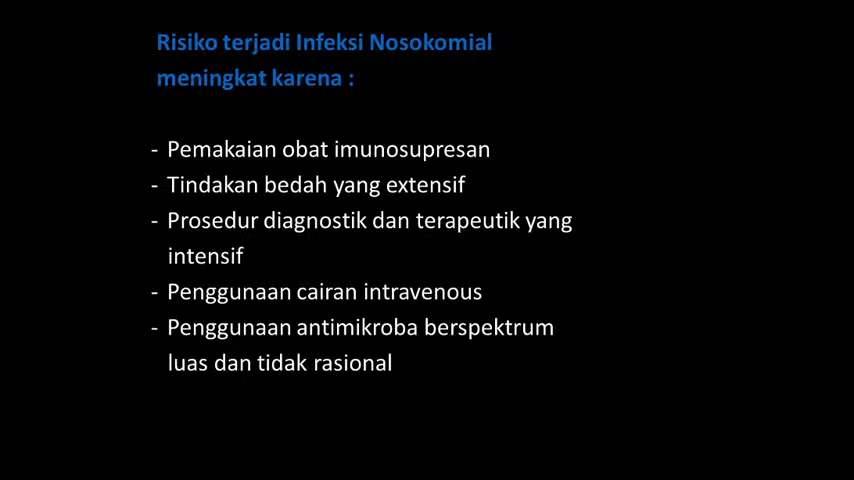 Risiko terjadi Infeksi Nosokomial
meningkat karena :
- Pemakaian obat imunosupresan
- Tindakan bedah yang extensif
- Prosedur diagnostik dan terapeutik yang
intensif
- Penggunaan cairan intravenous
- Penggunaan antimikroba berspektrum
luas dan tidak rasional